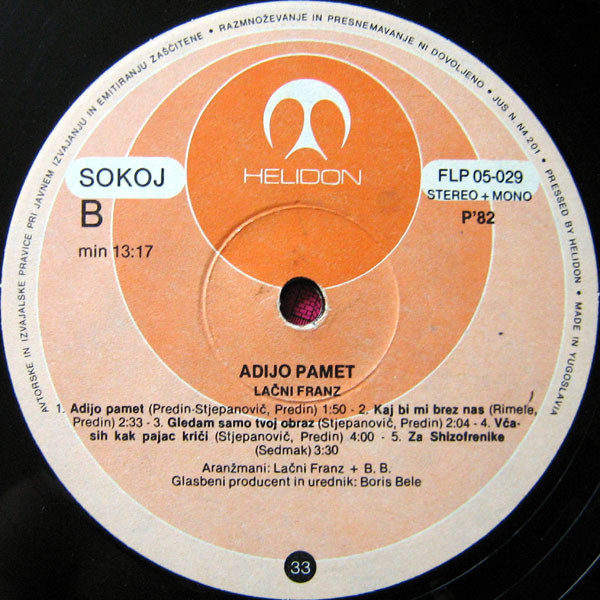 AVTORSKE IN IZVAJALSKE PRAVICE PRI JAVNEM IZVAJANJU IN EMITIRANJU ZAŠČITENE • RAZMNOŽEVANJE IN PRESNEMAVANJE NI DOVOLJENO • JUS N. N4.201 • PRESSED BY HELIDON • MADE IN YUGOSLAVIA
HELIDON
SOKOJ
B
min 13:17
FLP 05-029
STEREO + MONO
P'82
ADIJO PAMET
LAČNI FRANZ
1. Adijo pamet (Predin-Stjepanovič, Predin) 1:50 - 2. Kaj bi mi brez nas (Rimele,
Predin) 2:33 - 3. Gledam samo tvoj obraz (Stjepanovič, Predin) 2:04 - 4. Vča-
sih kak pajac kriči (Stjepanovič, Predin) 4:00 - 5. Za Shizofrenike
(Sedmak) 3:30
Aranžmani: Lačni Franz + B. B.
Glasbeni producent in urednik: Boris Bele
33